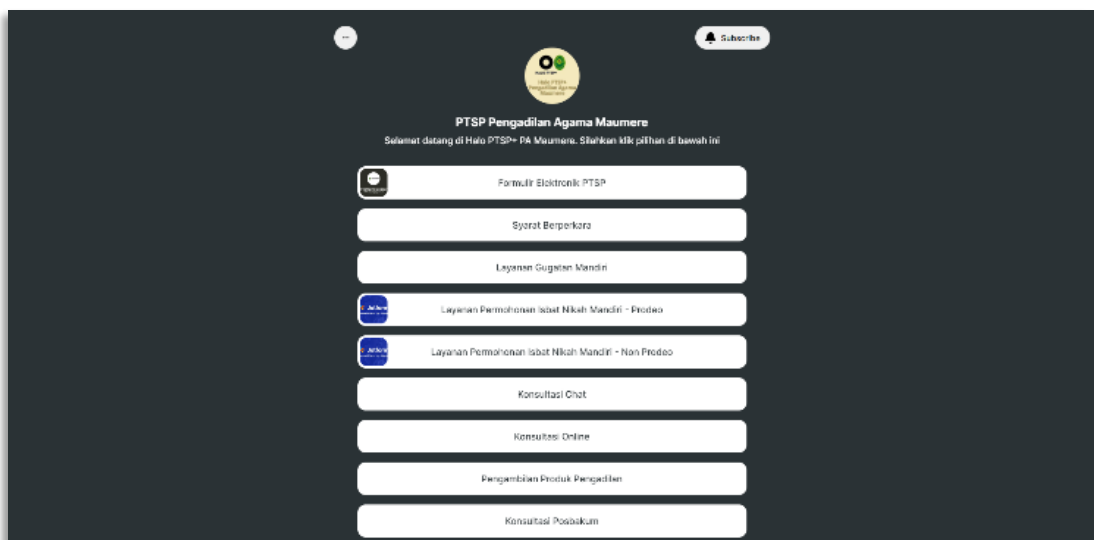 Subscribe
PTSP Pengadilan Agama Maumere
Selamat datang di Halo PTSP+ PA Maumere. Silahkan klik pilihan di bawah ini
Formulir Elektronik PTSP
Syarat Berperkara
Layanan Gugatan Mandiri
Layanan Permohonan Isbat Nikah Mandiri - Prodeo
Layanan Permohonan Isbat Nikah Mandiri - Non Prodeo
Konsultasi Chat
Konsultasi Online
Pengambilan Produk Pengadilan
Konsultasi Posbakum